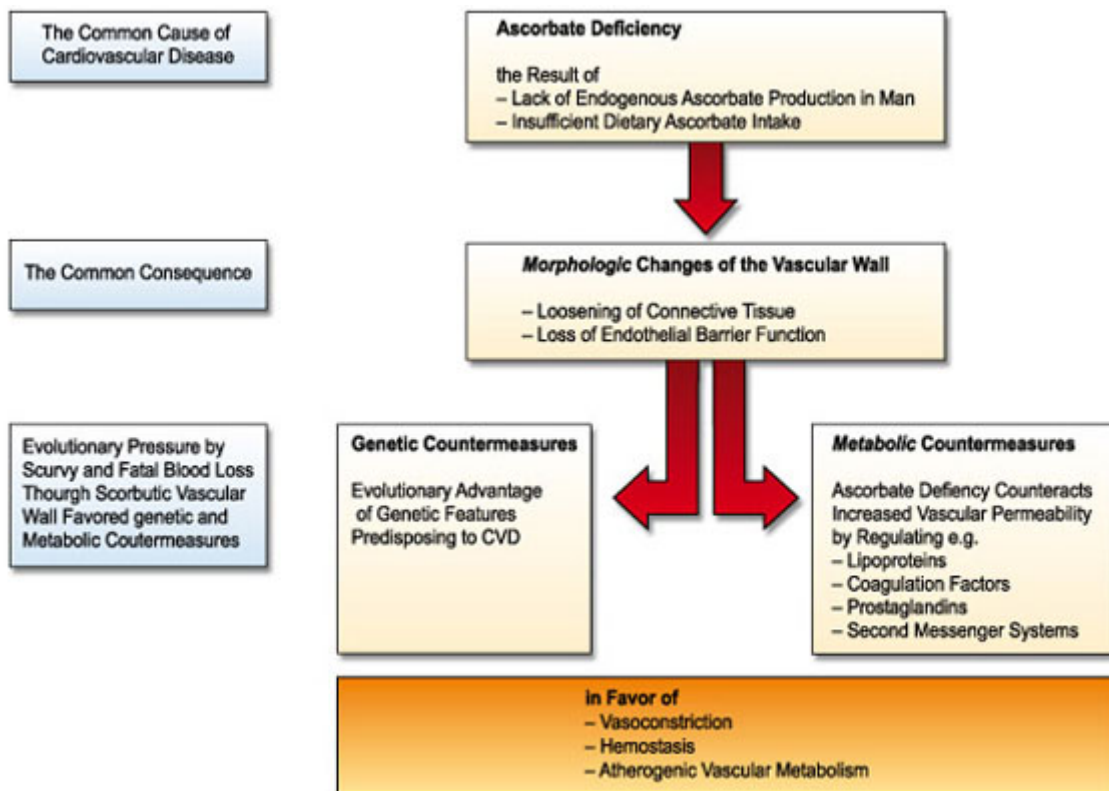 The Common Cause of
Cardiovascular Disease
Ascorbate Deficiency
the Result of
– Lack of Endogenous Ascorbate Production in Man
– Insufficient Dietary Ascorbate Intake
The Common Consequence
Morphologic Changes of the Vascular Wall
– Loosening of Connective Tissue
– Loss of Endothelial Barrier Function
Evolutionary Pressure by
Scurvy and Fatal Blood Loss
Thourgh Scorbutic Vascular
Wall Favored genetic and
Metabolic Coutermeasures
Genetic Countermeasures
Evolutionary Advantage
of Genetic Features
Predisposing to CVD
Metabolic Countermeasures
Ascorbate Defiency Counteracts
Increased Vascular Permeability
by Regulating e.g.
– Lipoproteins
– Coagulation Factors
– Prostaglandins
– Second Messenger Systems
in Favor of
– Vasoconstriction
– Hemostasis
– Atherogenic Vascular Metabolism